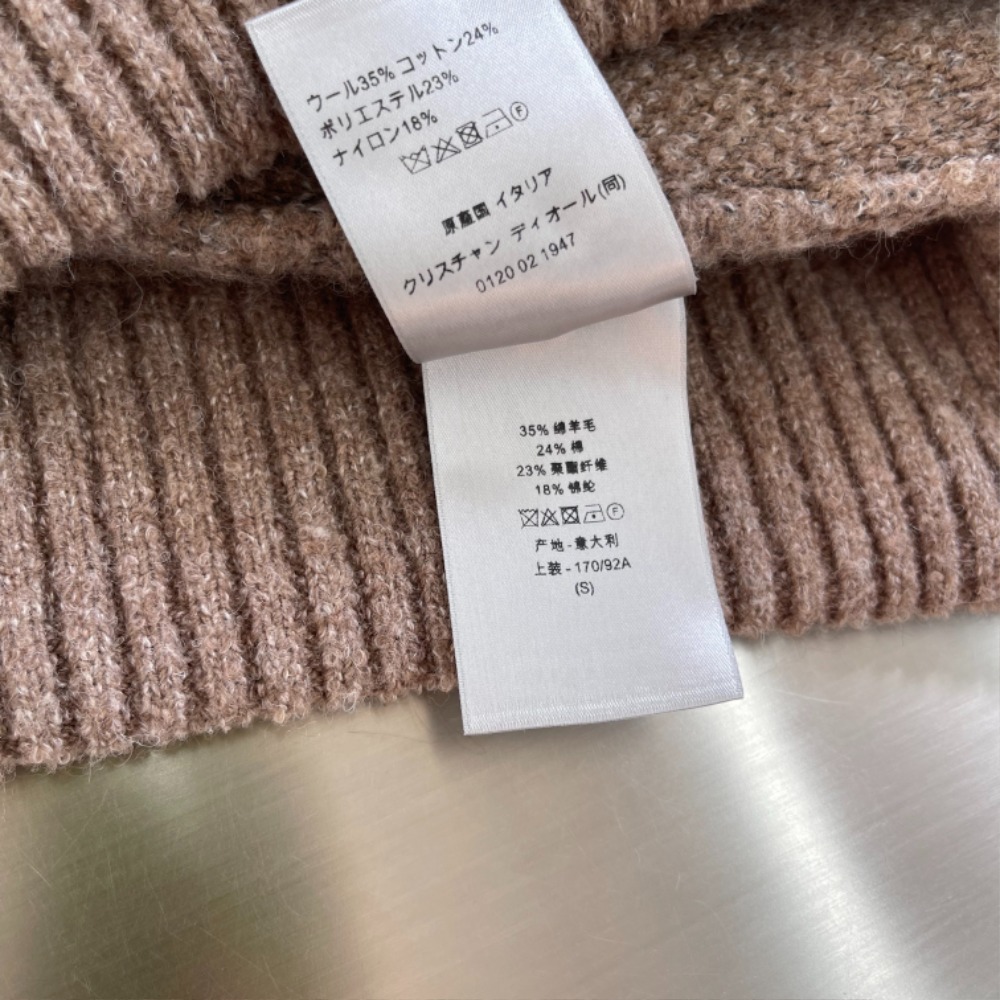 ウール35% コットン24%
ポリエステル23%
ナイロン18%
F
原産国 イタリア
クリスチャン ディオール(同)
0120 02 1947
35% 绵羊毛
24% 棉
23% 聚酯纤维
18% 锦纶
F
产地 - 意大利
上装 - 170/92A
(S)